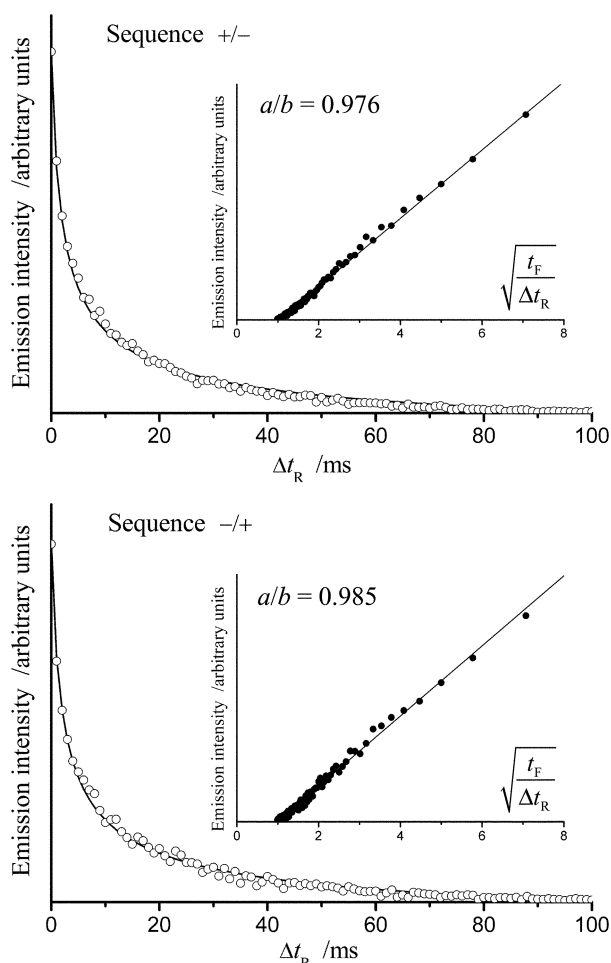 Sequence +/–
Emission intensity /arbitrary units
a/b = 0.976
Emission intensity /arbitrary units
√(tF/ΔtR)
0 2 4 6 8
0 20 40 60 80 100
ΔtR /ms
Sequence –/+
Emission intensity /arbitrary units
a/b = 0.985
Emission intensity /arbitrary units
√(tF/ΔtR)
0 2 4 6 8
0 20 40 60 80 100
ΔtR /ms